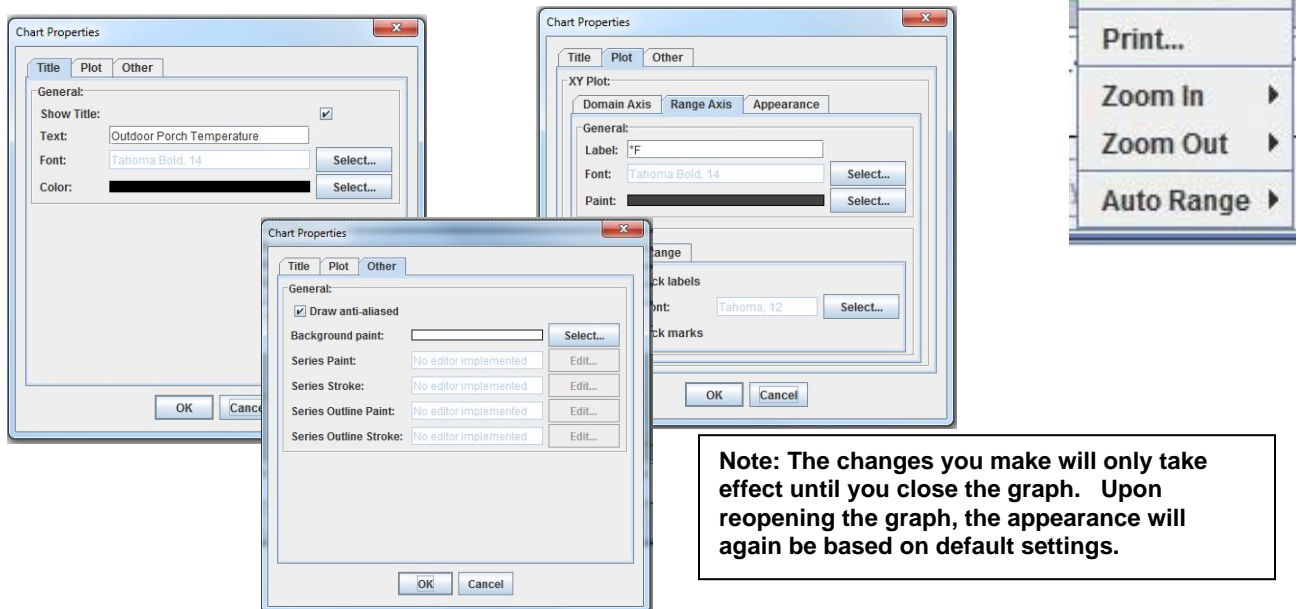 Chart Properties
Title Plot Other
General:
Show Title:
Text: Outdoor Porch Temperature
Font: Tahoma Bold, 14 Select...
Color: Select...
OK Cance
Chart Properties
Title Plot Other
XY Plot:
Domain Axis Range Axis Appearance
General:
Label: °F
Font: Tahoma Bold, 14 Select...
Paint: Select...
ange
ck labels
ont: Tahoma, 12 Select...
ck marks
OK Cancel
Chart Properties
Title Plot Other
General:
Draw anti-aliased
Background paint: Select...
Series Paint: No editor implemented Edit...
Series Stroke: No editor implemented Edit...
Series Outline Paint: No editor implemented Edit...
Series Outline Stroke: No editor implemented Edit...
OK Cancel
Print...
Zoom In
Zoom Out
Auto Range
Note: The changes you make will only take
effect until you close the graph. Upon
reopening the graph, the appearance will
again be based on default settings.